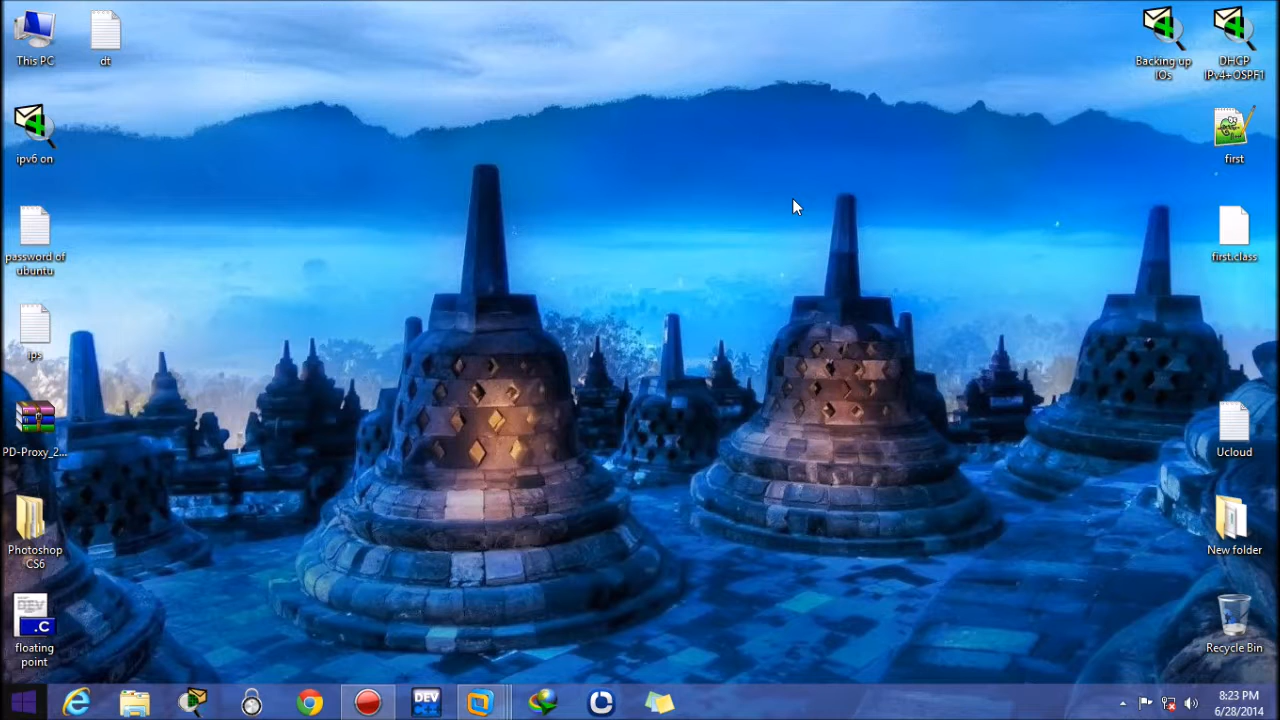 This PC
dt
Backing up
IOs
DHCP
IPv4+OSPF1
ipv6 on
first
password of
ubuntu
first.class
ips
PD-Proxy_2...
Ucloud
Photoshop
CS6
New folder
DEV
.C
floating
point
Recycle Bin
DEV
8:23 PM
6/28/2014